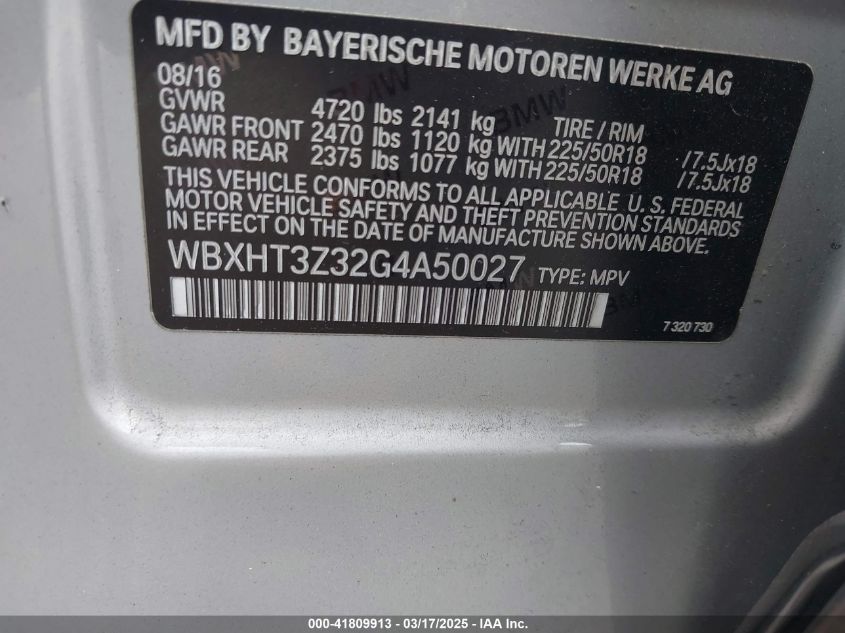 MFD BY BAYERISCHE MOTOREN WERKE AG
08/16
GVWR 4720 lbs 2141 kg TIRE / RIM
GAWR FRONT 2470 lbs 1120 kg WITH 225/50R18 /7.5Jx18
GAWR REAR 2375 lbs 1077 kg WITH 225/50R18 /7.5Jx18
THIS VEHICLE CONFORMS TO ALL APPLICABLE U. S. FEDERAL
MOTOR VEHICLE SAFETY AND THEFT PREVENTION STANDARDS
IN EFFECT ON THE DATE OF MANUFACTURE SHOWN ABOVE.
WBXHT3Z32G4A50027 TYPE: MPV
7 320 730
000-41809913 - 03/17/2025 - IAA Inc.